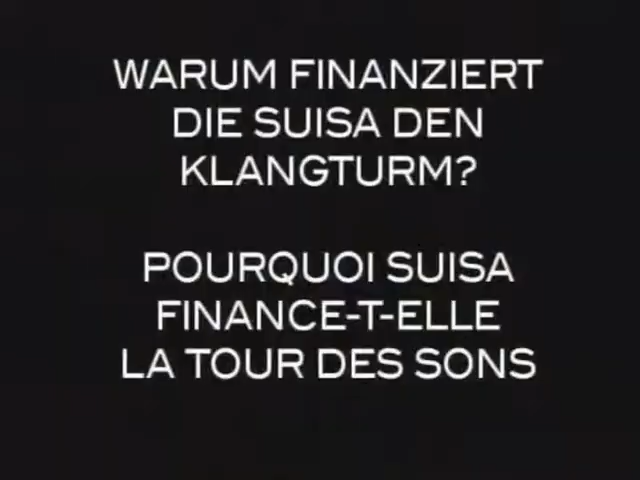 WARUM FINANZIERT
DIE SUISA DEN
KLANGTURM?
POURQUOI SUISA
FINANCE-T-ELLE
LA TOUR DES SONS